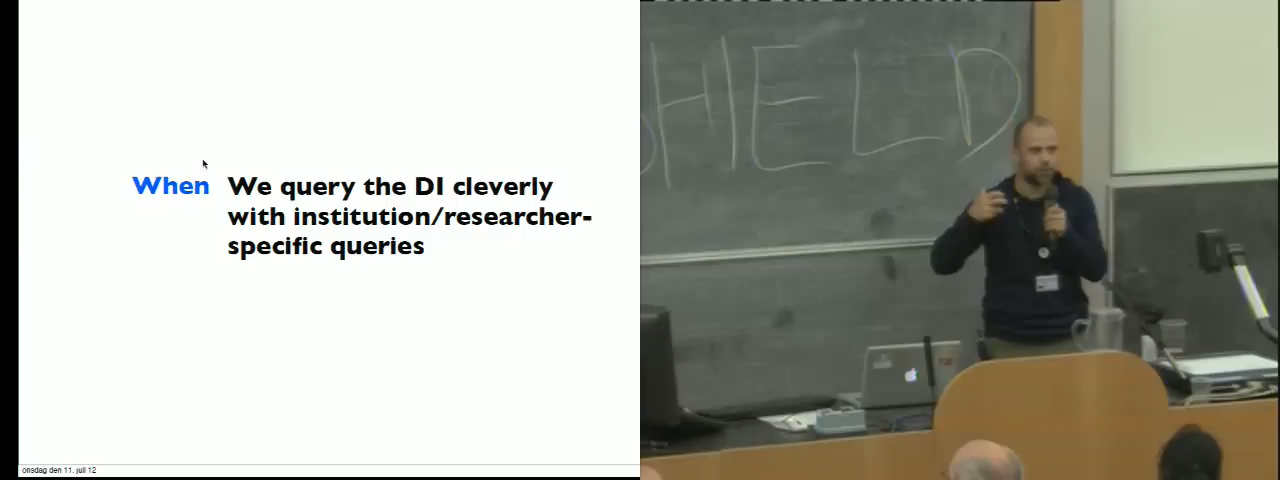 When We query the DI cleverly
with institution/researcher-
specific queries
onsdag den 11. juli 12
HELD